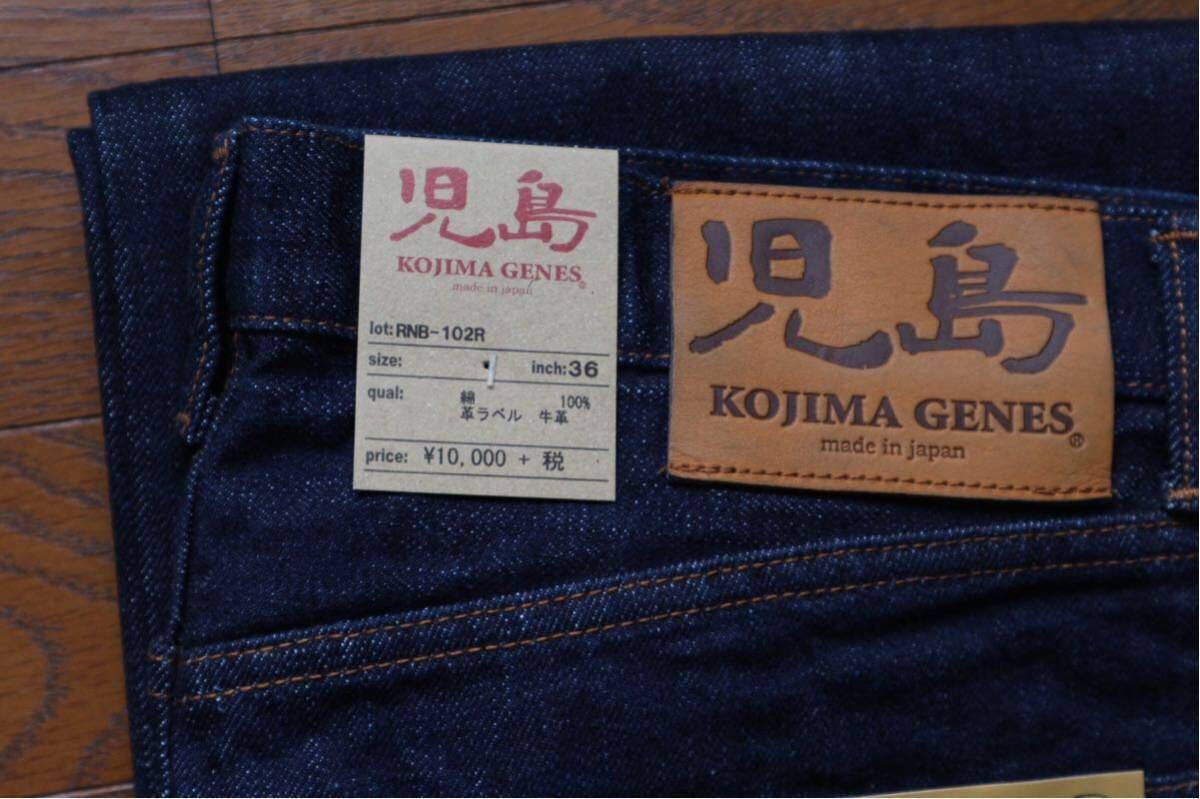 児島
KOJIMA GENES®
made in japan
lot: RNB-102R
size: inch: 36
qual: 綿 100%
革ラベル 牛革
price: ¥10,000 + 税
児島
KOJIMA GENES®
made in japan